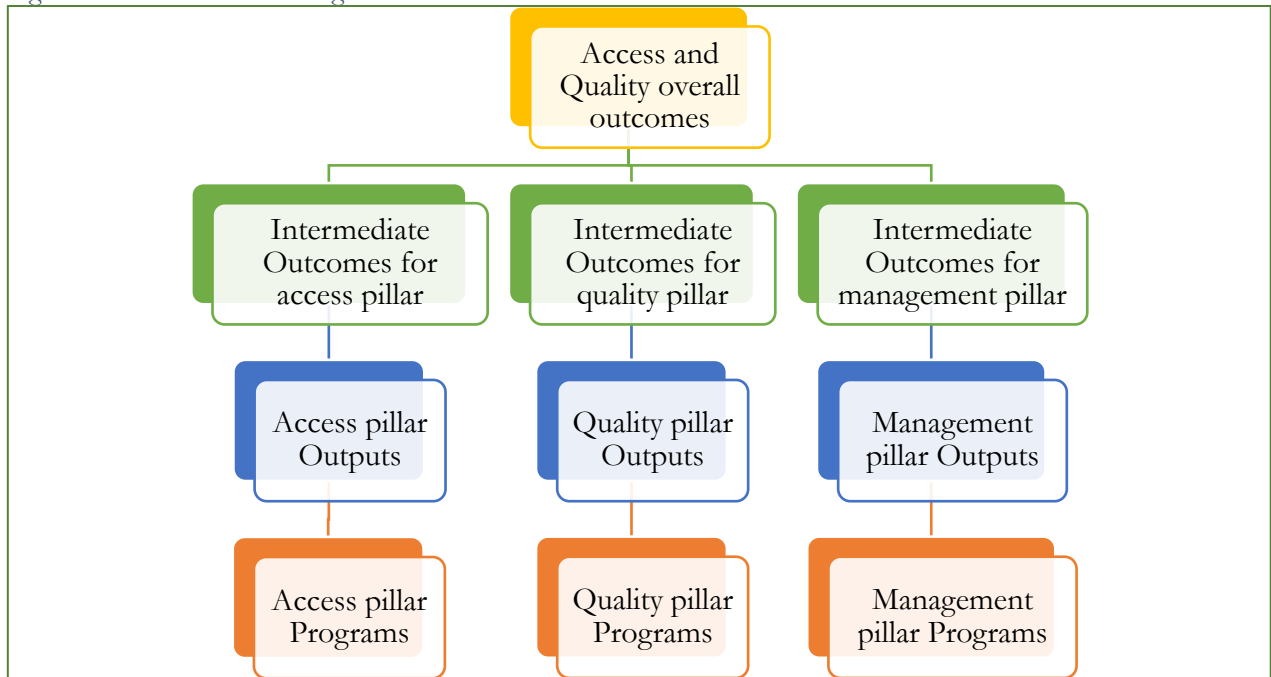 Access and
Quality overall
outcomes
Intermediate
Outcomes for
access pillar
Intermediate
Outcomes for
quality pillar
Intermediate
Outcomes for
management pillar
Access pillar
Outputs
Quality pillar
Outputs
Management
pillar Outputs
Access pillar
Programs
Quality pillar
Programs
Management
pillar Programs